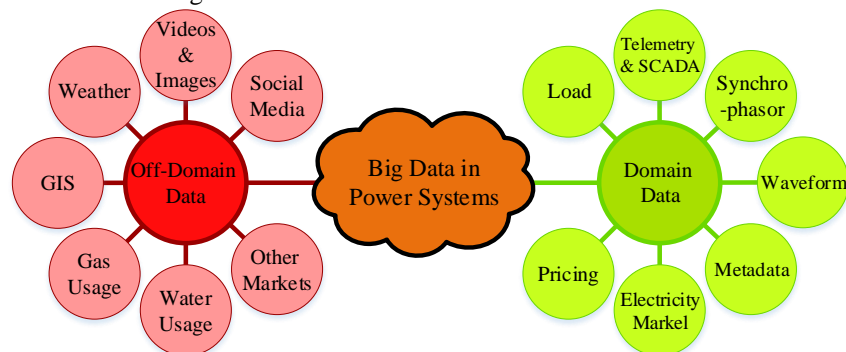 Videos
&
Images
Weather
Social
Media
GIS
Off-Domain
Data
Gas
Usage
Water
Usage
Other
Markets
Big Data in
Power Systems
Telemetry
& SCADA
Load
Synchro
-phasor
Domain
Data
Waveform
Pricing
Metadata
Electricity
Markel